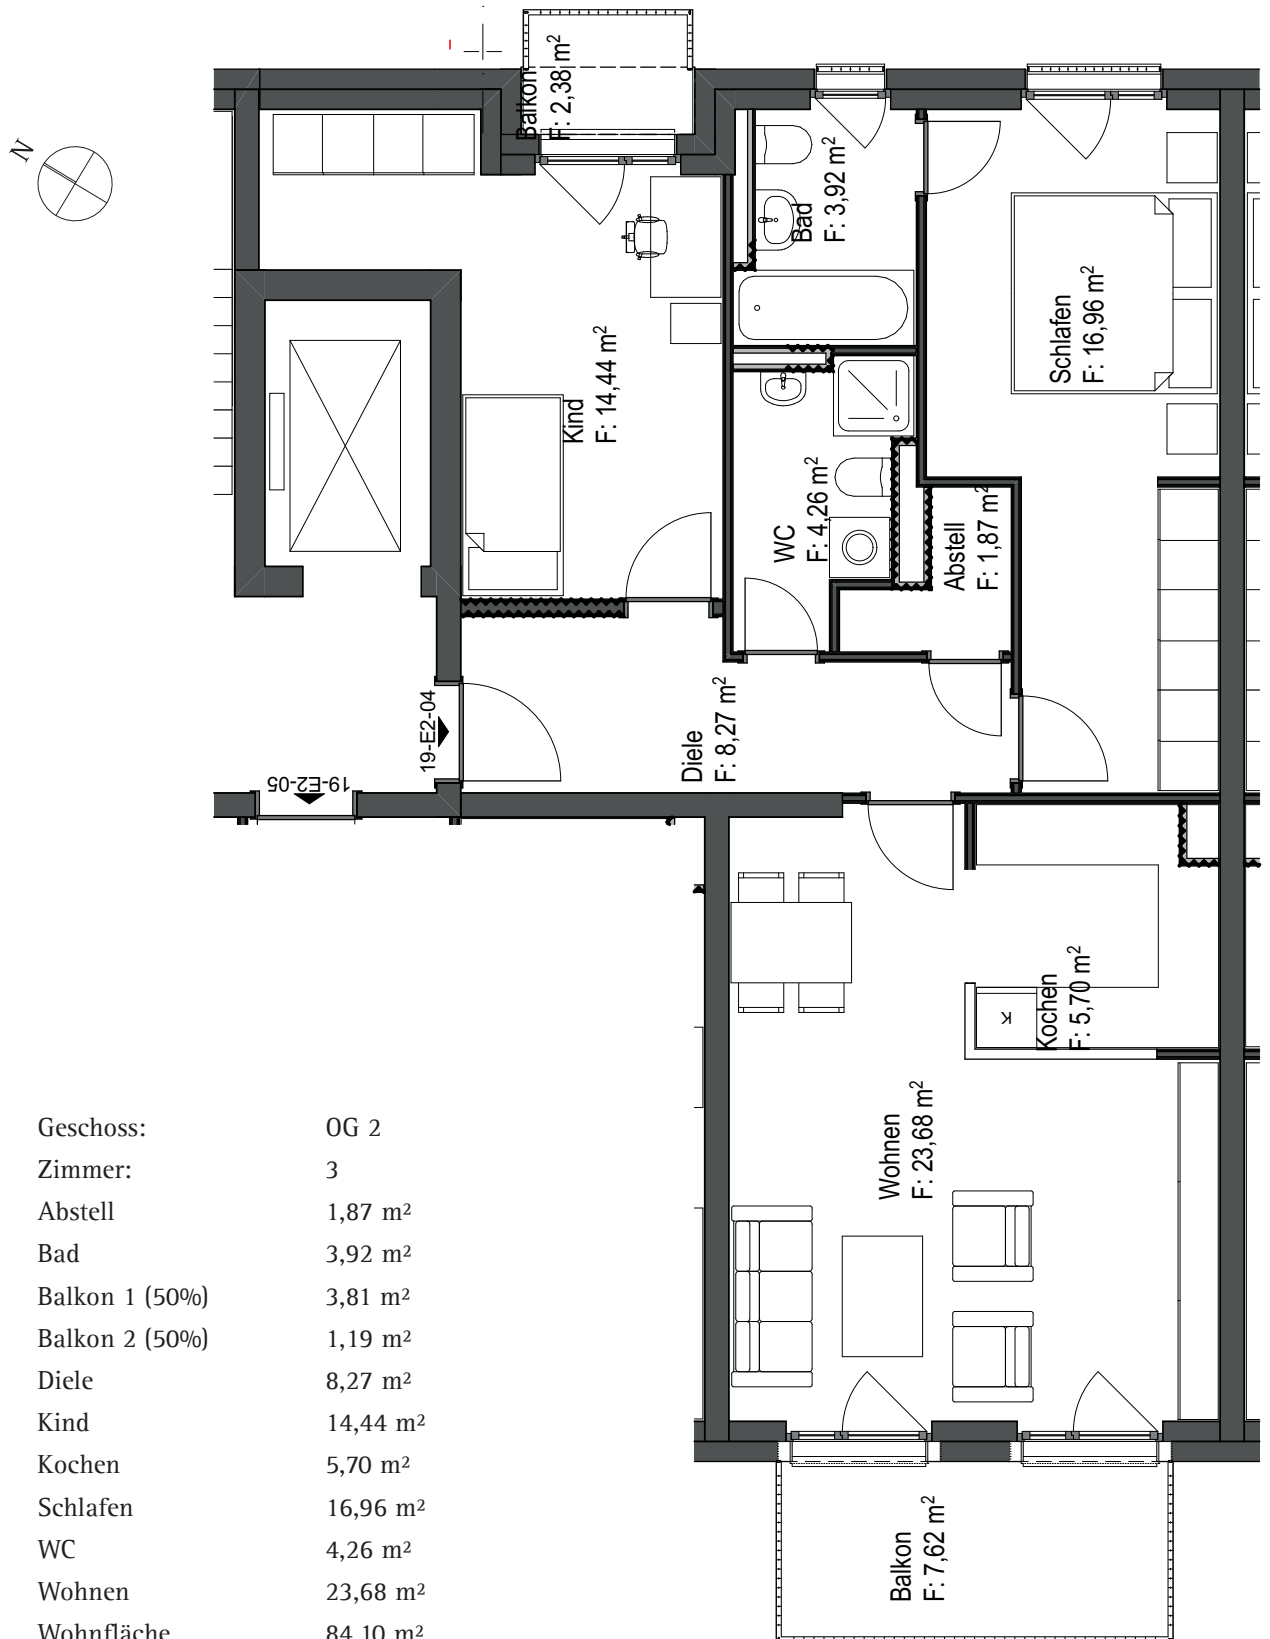 N
Balkon
F: 2,38 m²
Bad
F: 3,92 m²
Schlafen
F: 16,96 m²
Kind
F: 14,44 m²
WC
F: 4,26 m²
Abstell
F: 1,87 m²
19-E2-04
Diele
F: 8,27 m²
19-E2-05
K
Kochen
F: 5,70 m²
Wohnen
F: 23,68 m²
Balkon
F: 7,62 m²
Geschoss: OG 2
Zimmer: 3
Abstell 1,87 m²
Bad 3,92 m²
Balkon 1 (50%) 3,81 m²
Balkon 2 (50%) 1,19 m²
Diele 8,27 m²
Kind 14,44 m²
Kochen 5,70 m²
Schlafen 16,96 m²
WC 4,26 m²
Wohnen 23,68 m²
Wohnfläche 84,10 m²